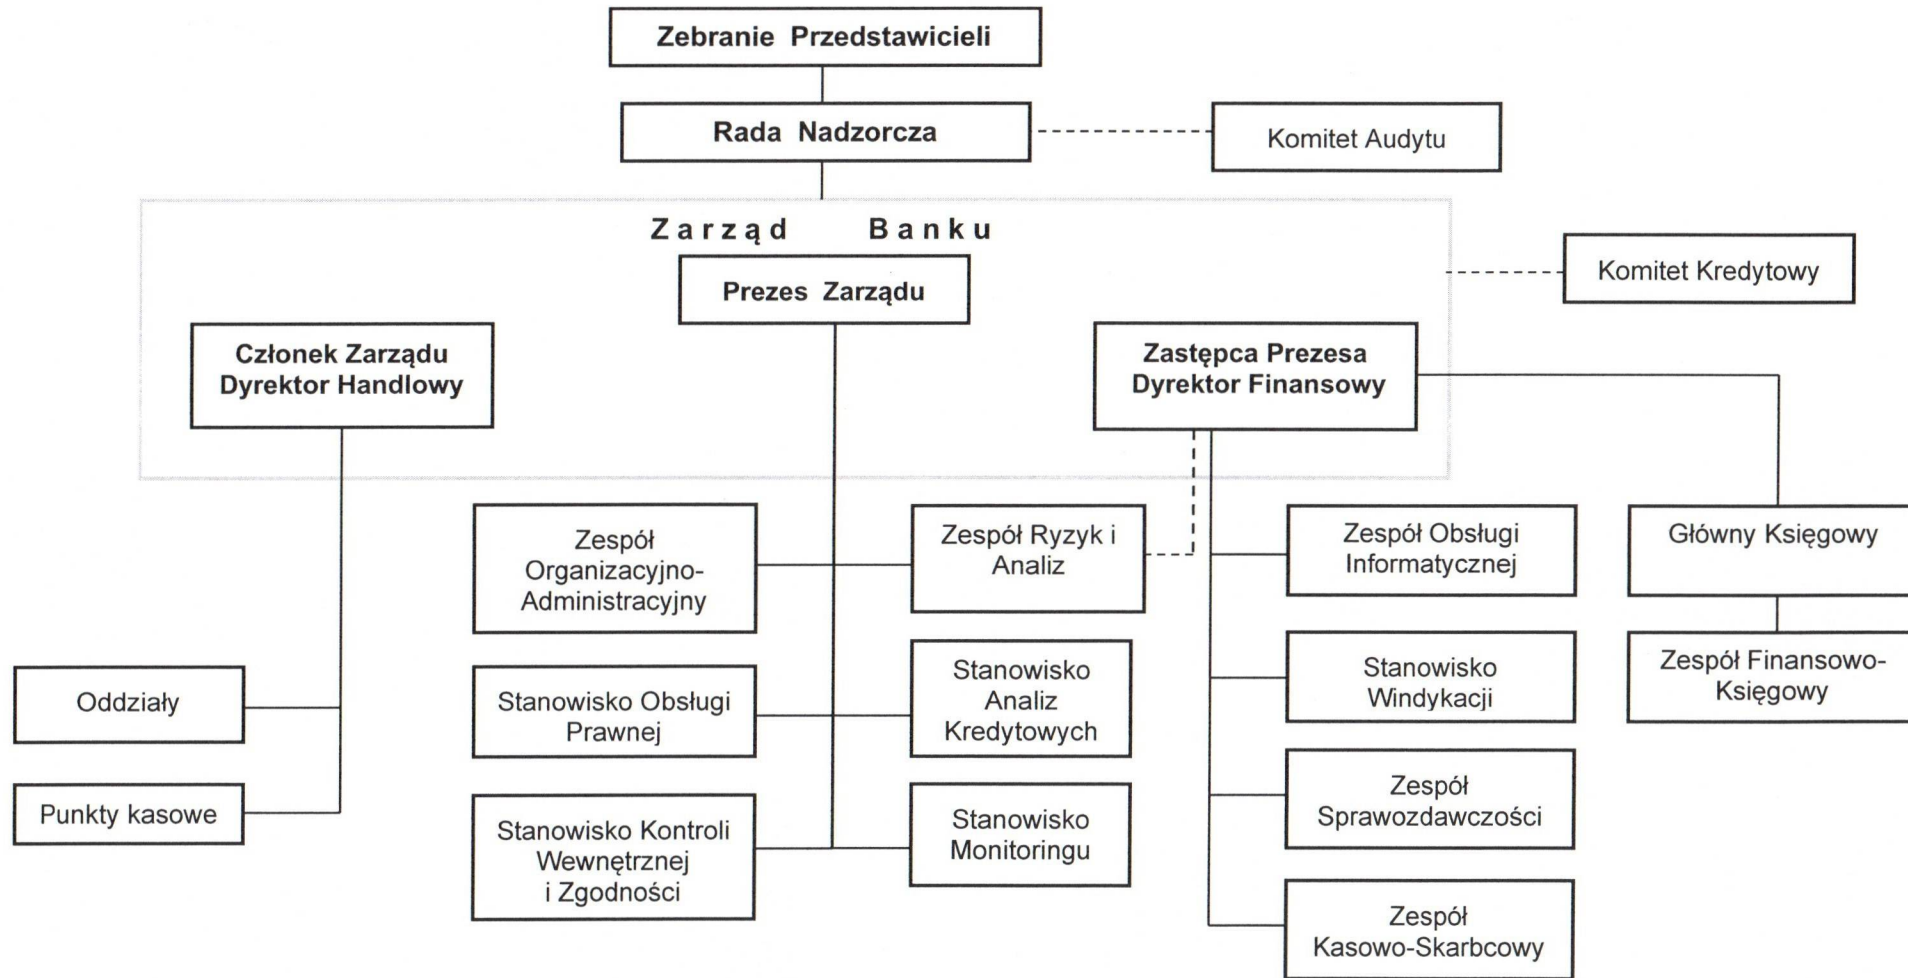 Zebranie Przedstawicieli
Rada Nadzorcza
Komitet Audytu
Zarząd Banku
Prezes Zarządu
Komitet Kredytowy
Członek Zarządu
Dyrektor Handlowy
Zastępca Prezesa
Dyrektor Finansowy
Zespół
Organizacyjno-
Administracyjny
Zespół Ryzyk i
Analiz
Zespół Obsługi
Informatycznej
Główny Księgowy
Oddziały
Stanowisko Obsługi
Prawnej
Stanowisko
Analiz
Kredytowych
Stanowisko
Windykacji
Zespół Finansowo-
Księgowy
Punkty kasowe
Stanowisko Kontroli
Wewnętrznej
i Zgodności
Stanowisko
Monitoringu
Zespół
Sprawozdawczości
Zespół
Kasowo-Skarbcowy